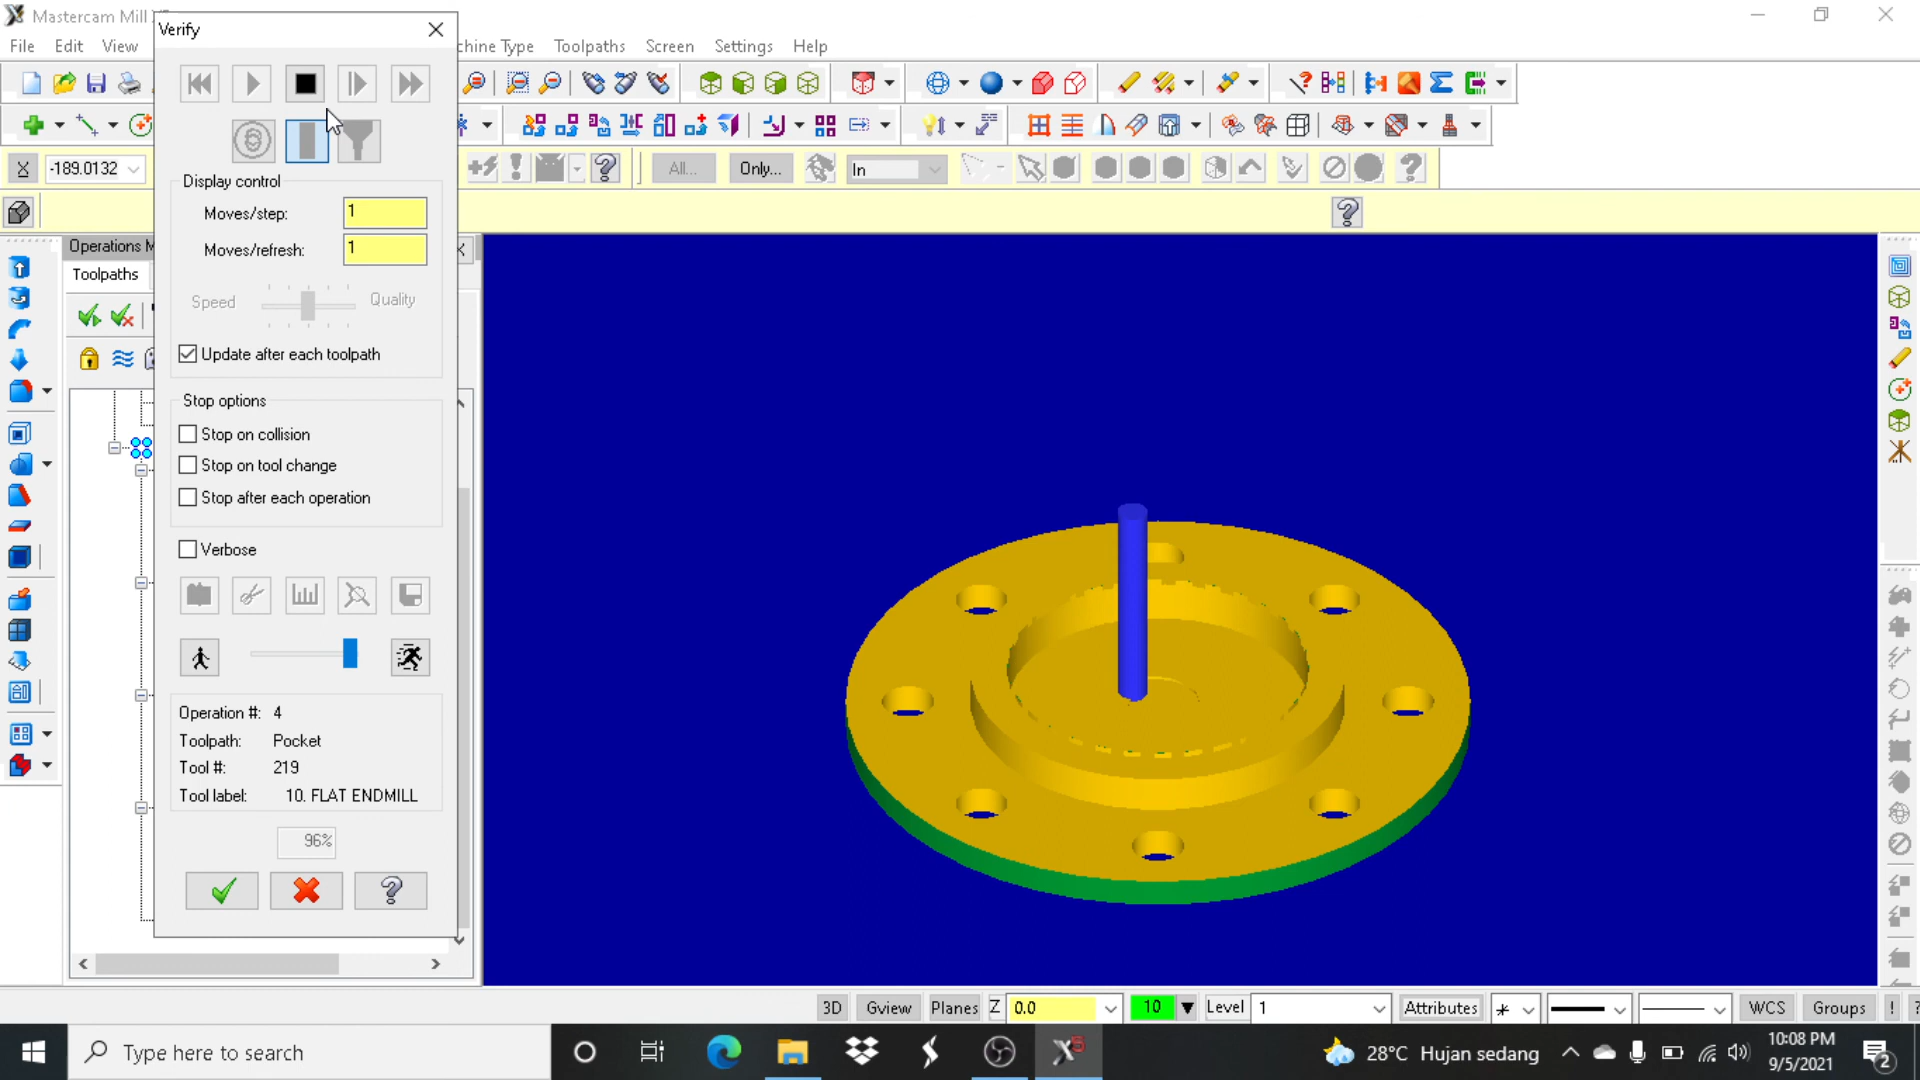 Mastercam Mill
Verify
File Edit View
chine Type Toolpaths Screen Settings Help
X -189.0132
All... Only... In
Display control
Moves/step: 1
Moves/refresh: 1
Speed Quality
Update after each toolpath
Operations M
Toolpaths
Stop options
Stop on collision
Stop on tool change
Stop after each operation
Verbose
Operation #: 4
Toolpath: Pocket
Tool #: 219
Tool label: 10. FLAT ENDMILL
96%
3D Gview Planes Z 0.0 10 Level 1 Attributes WCS Groups ! ?
Type here to search
28°C Hujan sedang
10:08 PM
9/5/2021
2